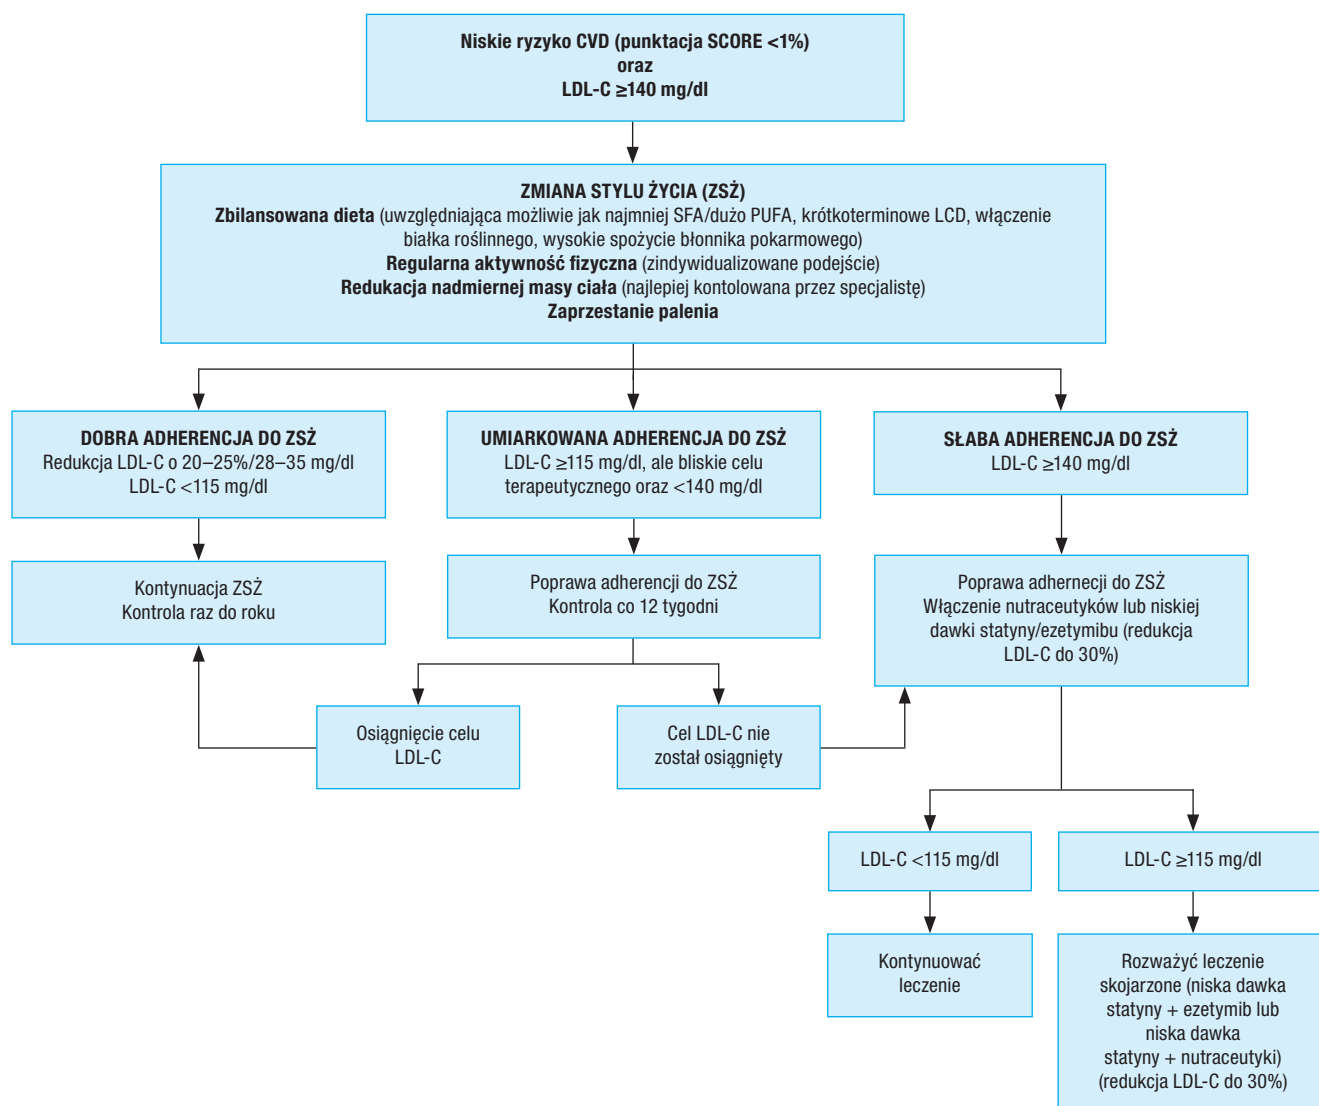 Niskie ryzyko CVD (punktacja SCORE <1%)
oraz
LDL-C ≥140 mg/dl
ZMIANA STYLU ŻYCIA (ZSŻ)
Zbilansowana dieta (uwzględniająca możliwie jak najmniej SFA/dużo PUFA, krótkoterminowe LCD, włączenie
białka roślinnego, wysokie spożycie błonnika pokarmowego)
Regularna aktywność fizyczna (zindywidualizowane podejście)
Redukacja nadmiernej masy ciała (najlepiej kontolowana przez specjalistę)
Zaprzestanie palenia
DOBRA ADHERENCJA DO ZSŻ
Redukcja LDL-C o 20–25%/28–35 mg/dl
LDL-C <115 mg/dl
UMIARKOWANA ADHERENCJA DO ZSŻ
LDL-C ≥115 mg/dl, ale bliskie celu
terapeutycznego oraz <140 mg/dl
SŁABA ADHERENCJA DO ZSŻ
LDL-C ≥140 mg/dl
Kontynuacja ZSŻ
Kontrola raz do roku
Poprawa adherencji do ZSŻ
Kontrola co 12 tygodni
Poprawa adhernecji do ZSŻ
Włączenie nutraceutyków lub niskiej
dawki statyny/ezetymibu (redukcja
LDL-C do 30%)
Osiągnięcie celu
LDL-C
Cel LDL-C nie
został osiągnięty
LDL-C <115 mg/dl
LDL-C ≥115 mg/dl
Kontynuować
leczenie
Rozważyć leczenie
skojarzone (niska dawka
statyny + ezetymib lub
niska dawka
statyny + nutraceutyki)
(redukcja LDL-C do 30%)